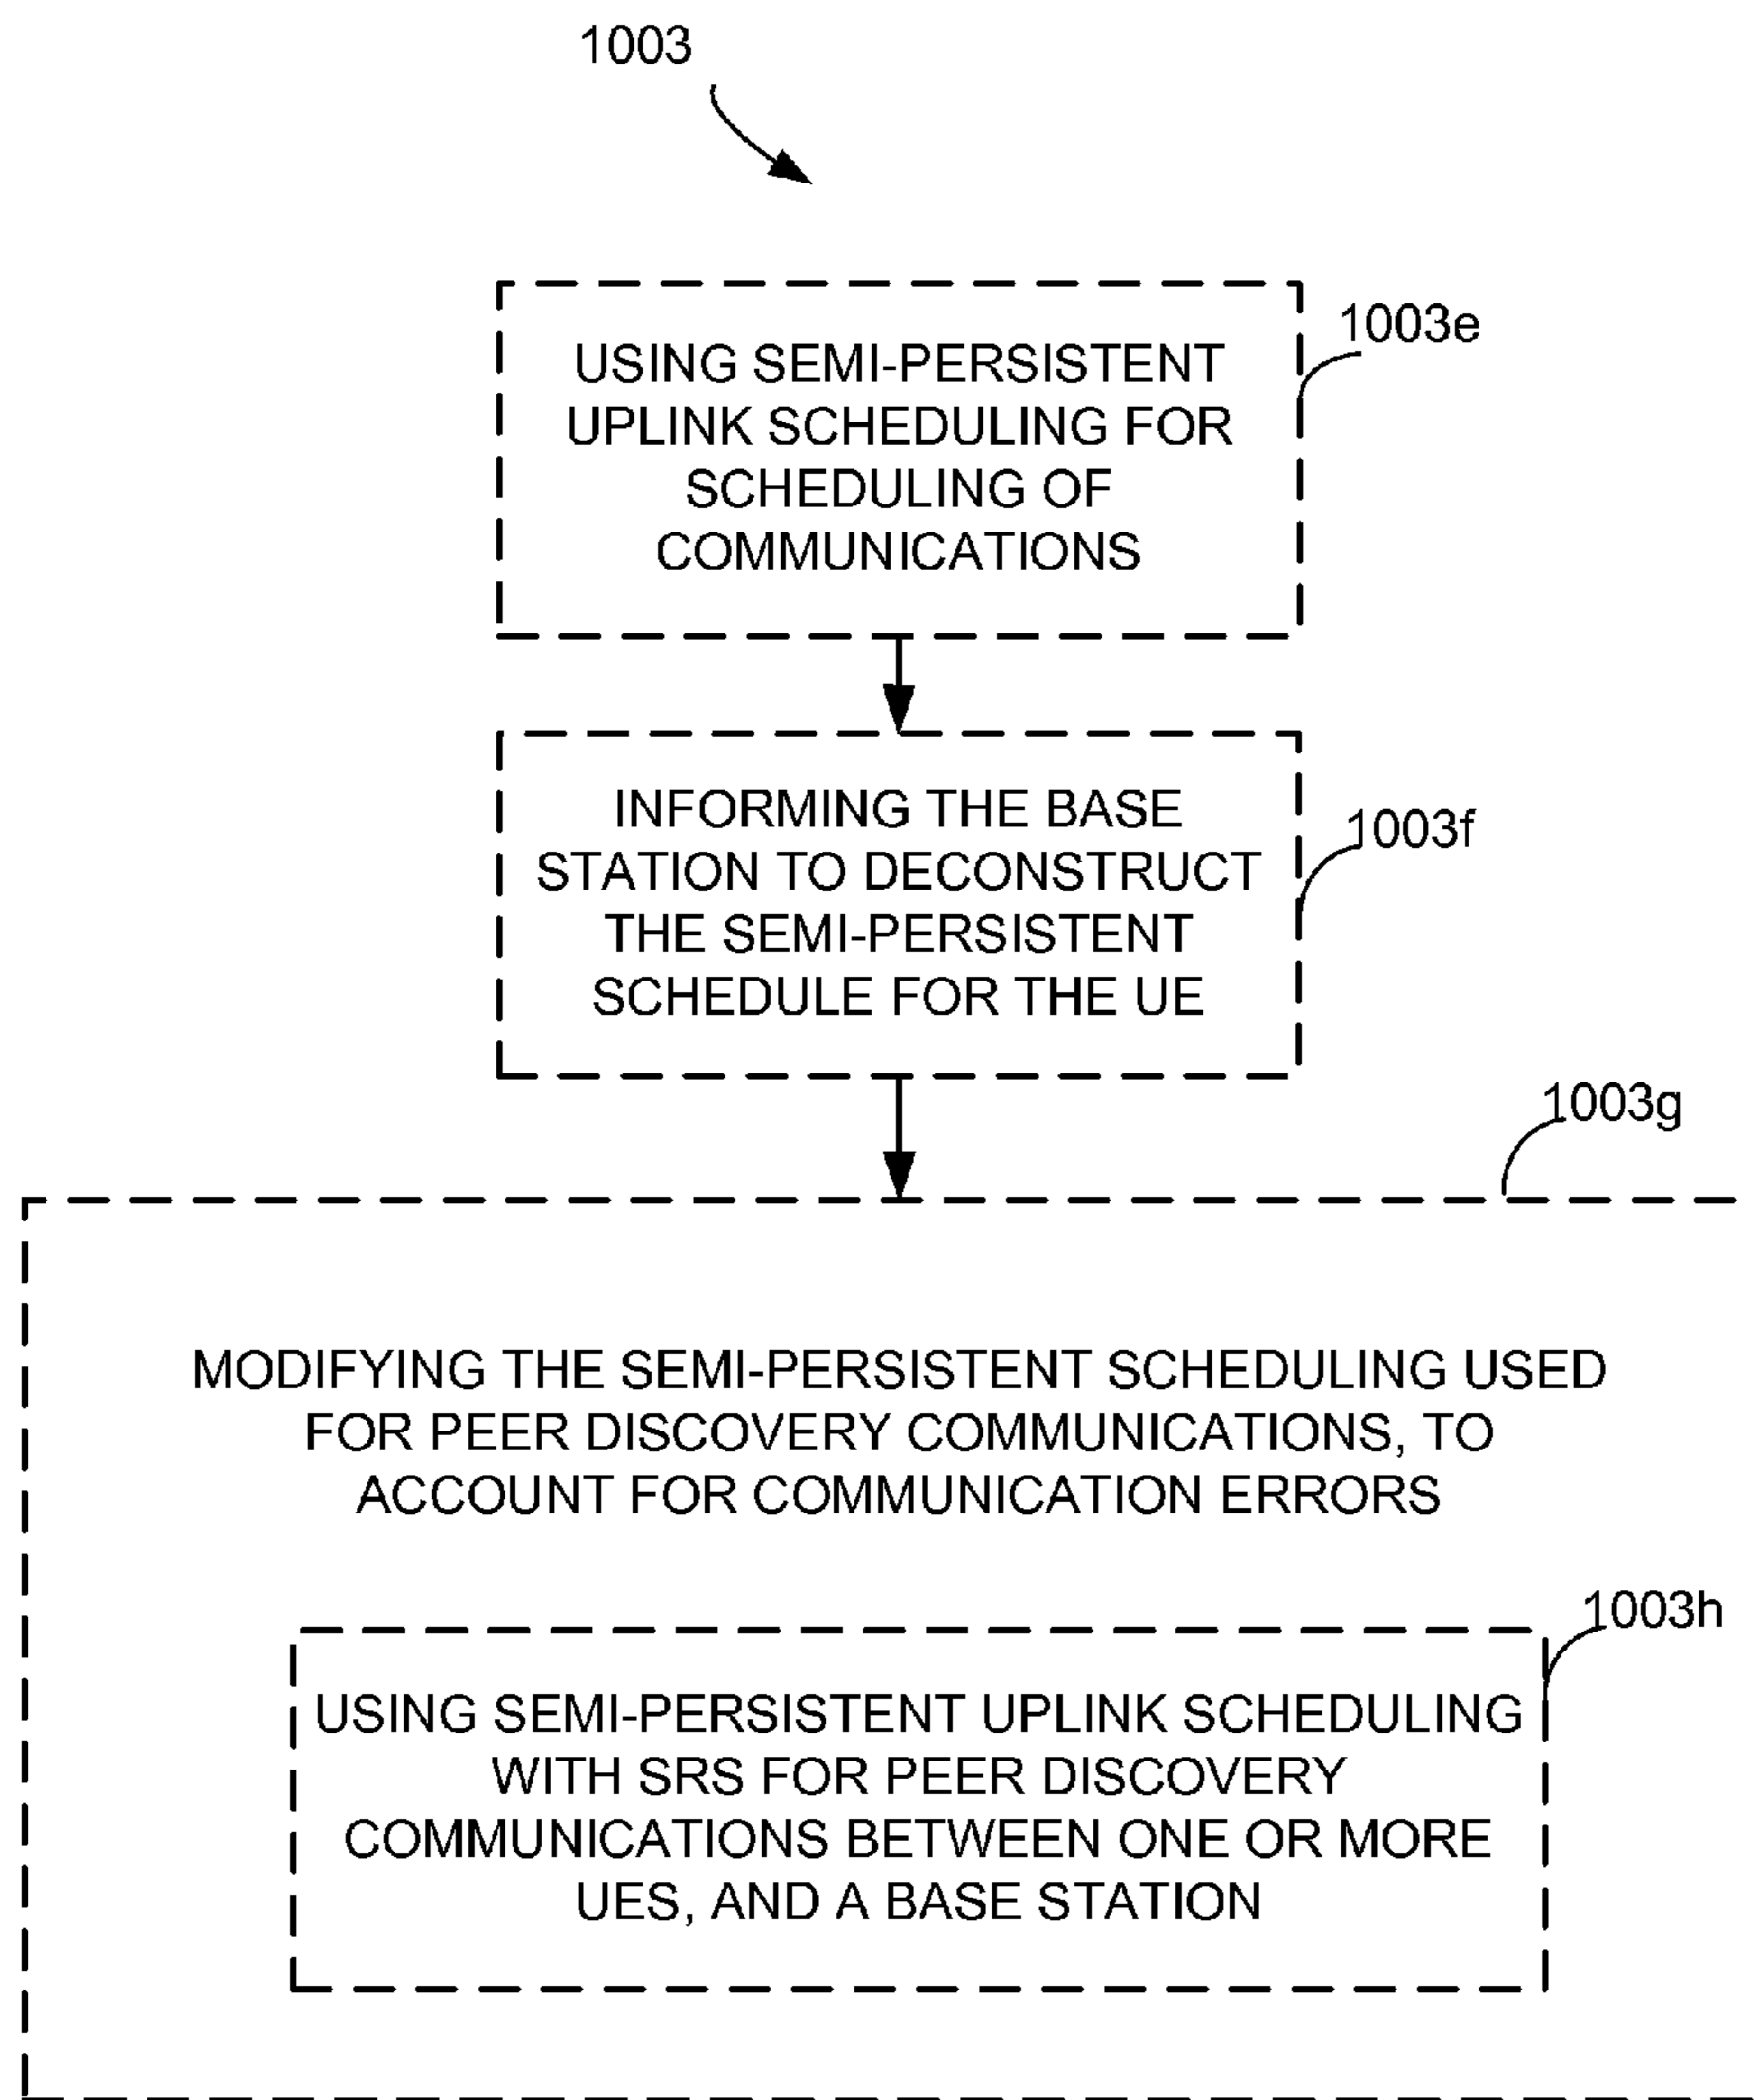 1003
1003e
USING SEMI-PERSISTENT
UPLINK SCHEDULING FOR
SCHEDULING OF
COMMUNICATIONS
1003f
INFORMING THE BASE
STATION TO DECONSTRUCT
THE SEMI-PERSISTENT
SCHEDULE FOR THE UE
1003g
MODIFYING THE SEMI-PERSISTENT SCHEDULING USED
FOR PEER DISCOVERY COMMUNICATIONS, TO
ACCOUNT FOR COMMUNICATION ERRORS
1003h
USING SEMI-PERSISTENT UPLINK SCHEDULING
WITH SRS FOR PEER DISCOVERY
COMMUNICATIONS BETWEEN ONE OR MORE
UES, AND A BASE STATION